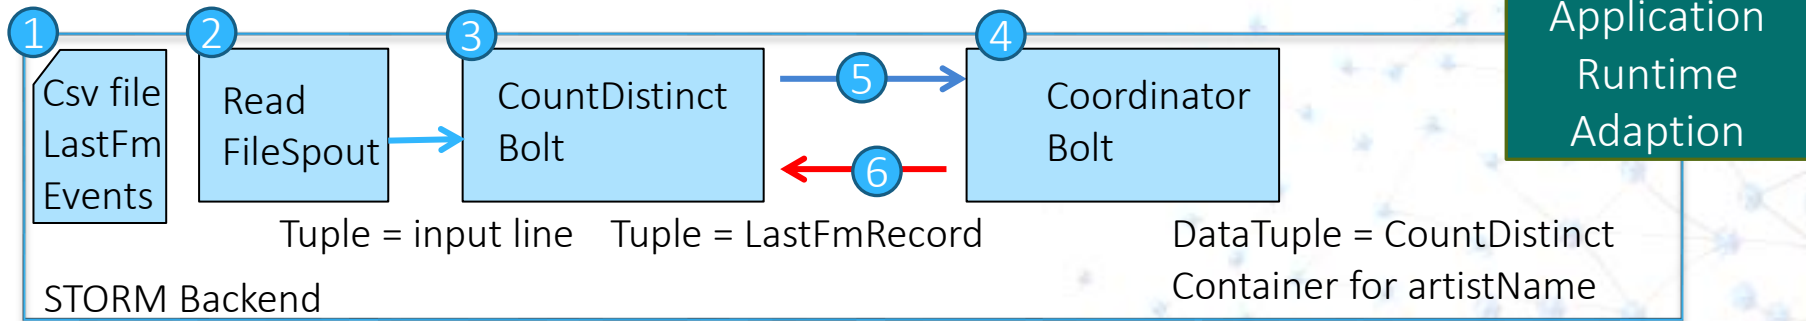 1
2
3
4
Application
Runtime
Adaption
Csv file
LastFm
Events
Read
FileSpout
CountDistinct
Bolt
5
6
Coordinator
Bolt
Tuple = input line
Tuple = LastFmRecord
DataTuple = CountDistinct
Container for artistName
STORM Backend